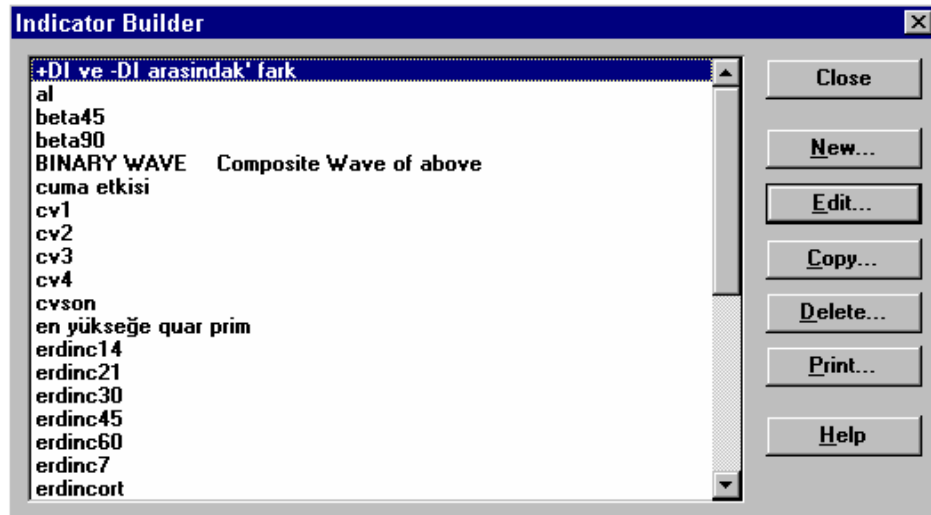 Indicator Builder
+DI ve -DI arasindak' fark
al
beta45
beta90
BINARY WAVE Composite Wave of above
cuma etkisi
cv1
cv2
cv3
cv4
cvson
en yükseğe quar prim
erdinc14
erdinc21
erdinc30
erdinc45
erdinc60
erdinc7
erdincort
Close
New...
Edit...
Copy...
Delete...
Print...
Help